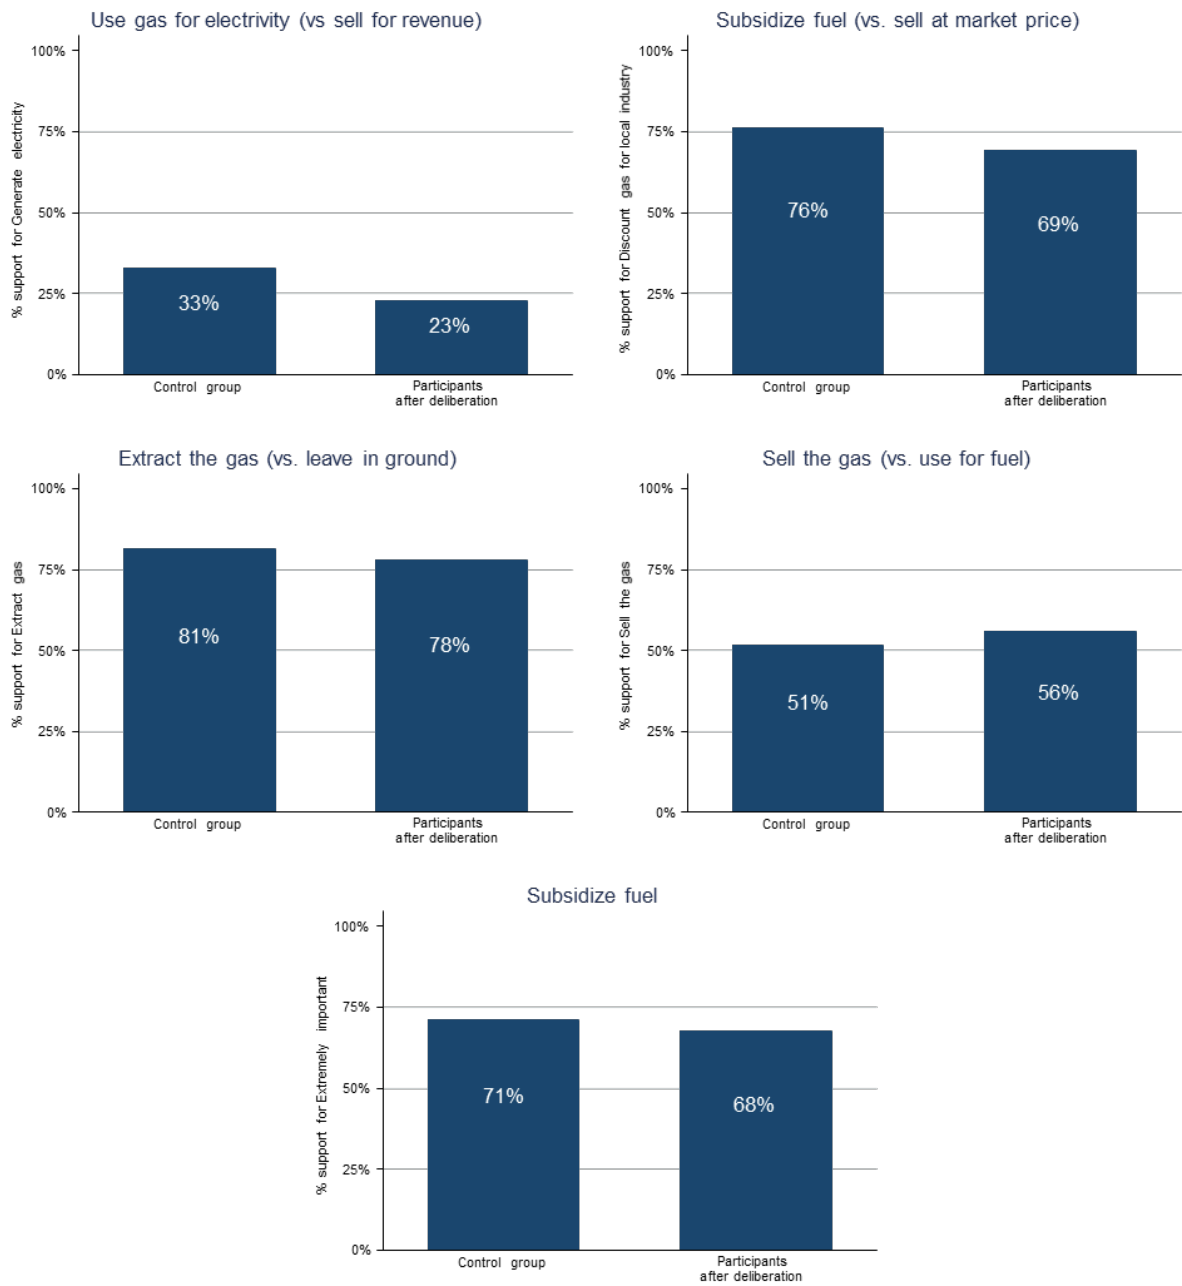 Use gas for electricity (vs sell for revenue)
% support for Generate electricity
100%
75%
50%
25%
0%
33%
23%
Control group
Participants
after deliberation
Subsidize fuel (vs. sell at market price)
% support for Discount gas for local industry
100%
75%
50%
25%
0%
76%
69%
Control group
Participants
after deliberation
Extract the gas (vs. leave in ground)
% support for Extract gas
100%
75%
50%
25%
0%
81%
78%
Control group
Participants
after deliberation
Sell the gas (vs. use for fuel)
% support for Sell the gas
100%
75%
50%
25%
0%
51%
56%
Control group
Participants
after deliberation
Subsidize fuel
% support for Extremely important
100%
75%
50%
25%
0%
71%
68%
Control group
Participants
after deliberation